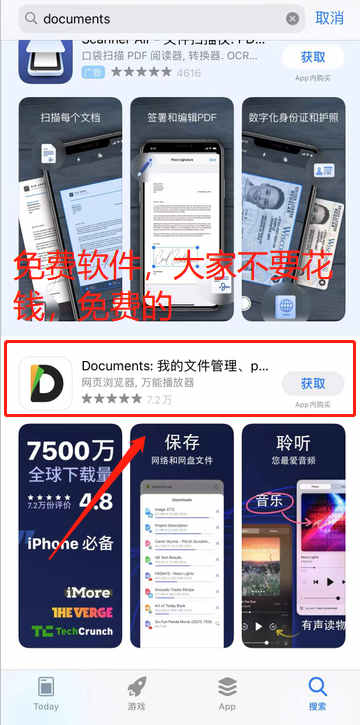 documents
取消
Scanner Air - 文件扫描仪: PD...
口袋扫描 PDF 阅读器, 转换器. OCR...
广告 4616
获取
App内购买
扫描每个文档
签署和编辑PDF
数字化身份证和护照
免费软件，大家不要花
钱，免费的
Documents: 我的文件管理、p...
网页浏览器, 万能播放器
7.2 万
获取
App内购买
7500万
全球下载量
7.2万份评价
4.8
iPhone 必备
iMore
THE VERGE
TechCrunch
保存
网络和网盘文件
Downloads
Project Description
聆听
您最爱音频
音乐
有声读物
Today
游戏
App
搜索